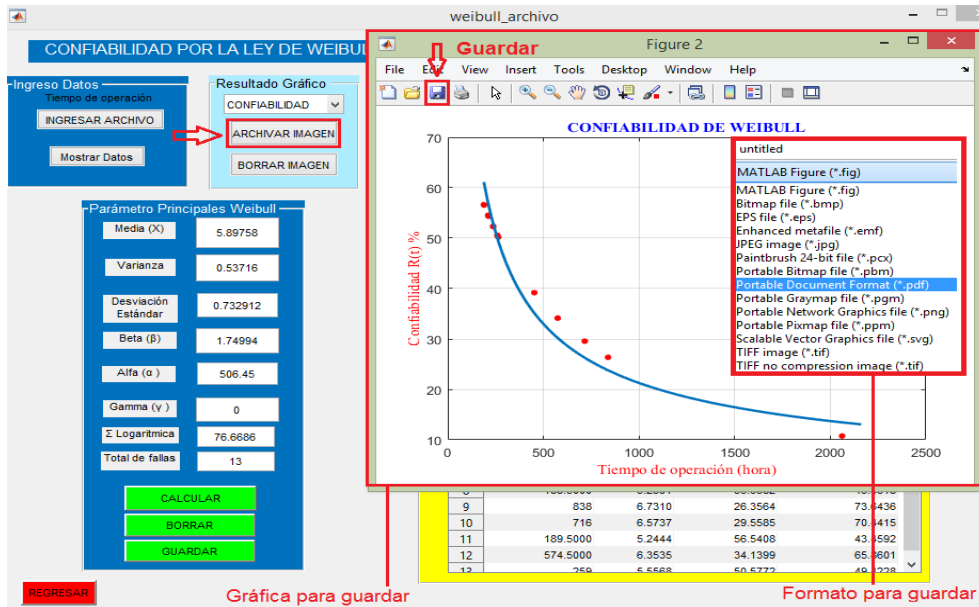 weibull_archivo
CONFIABILIDAD POR LA LEY DE WEIBUL
Ingreso Datos
Tiempo de operación
INGRESAR ARCHIVO
Mostrar Datos
Resultado Gráfico
CONFIABILIDAD
ARCHIVAR IMAGEN
BORRAR IMAGEN
Parámetro Principales Weibull
Media (X) 5.89758
Varianza 0.53716
Desviación
Estándar 0.732912
Beta (β) 1.74994
Alfa (α ) 506.45
Gamma (γ ) 0
Σ Logaritmica 76.6686
Total de fallas 13
CALCULAR
BORRAR
GUARDAR
REGRESAR
Guardar
Figure 2
File Edit View Insert Tools Desktop Window Help
CONFIABILIDAD DE WEIBULL
Confiabilidad R(t) %
70
60
50
40
30
20
10
0 500 1000 1500 2000 2500
Tiempo de operación (hora)
untitled
MATLAB Figure (*.fig)
MATLAB Figure (*.fig)
Bitmap file (*.bmp)
EPS file (*.eps)
Enhanced metafile (*.emf)
JPEG image (*.jpg)
Paintbrush 24-bit file (*.pcx)
Portable Bitmap file (*.pbm)
Portable Document Format (*.pdf)
Portable Graymap file (*.pgm)
Portable Network Graphics file (*.png)
Portable Pixmap file (*.ppm)
Scalable Vector Graphics file (*.svg)
TIFF image (*.tif)
TIFF no compression image (*.tif)
9 838 6.7310 26.3564 73.6436
10 716 6.5737 29.5585 70.4415
11 189.5000 5.2444 56.5408 43.4592
12 574.5000 6.3535 34.1399 65.8601
13 259 5.5568 50.5772
Gráfica para guardar
Formato para guardar